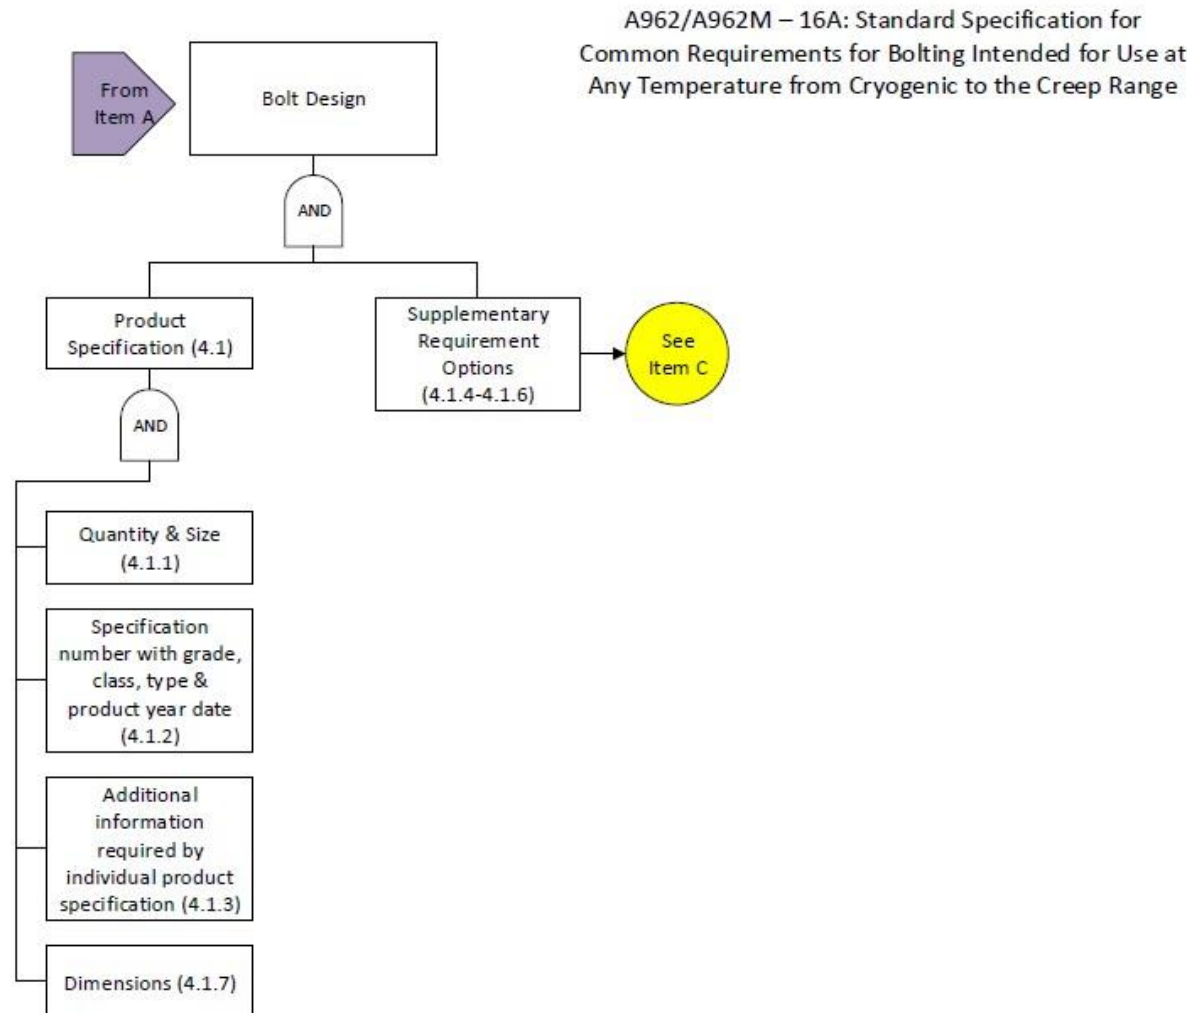 A962/A962M – 16A: Standard Specification for
Common Requirements for Bolting Intended for Use at
Any Temperature from Cryogenic to the Creep Range
From
Item A
Bolt Design
AND
Product
Specification (4.1)
Supplementary
Requirement
Options
(4.1.4-4.1.6)
See
Item C
AND
Quantity & Size
(4.1.1)
Specification
number with grade,
class, type &
product year date
(4.1.2)
Additional
information
required by
individual product
specification (4.1.3)
Dimensions (4.1.7)